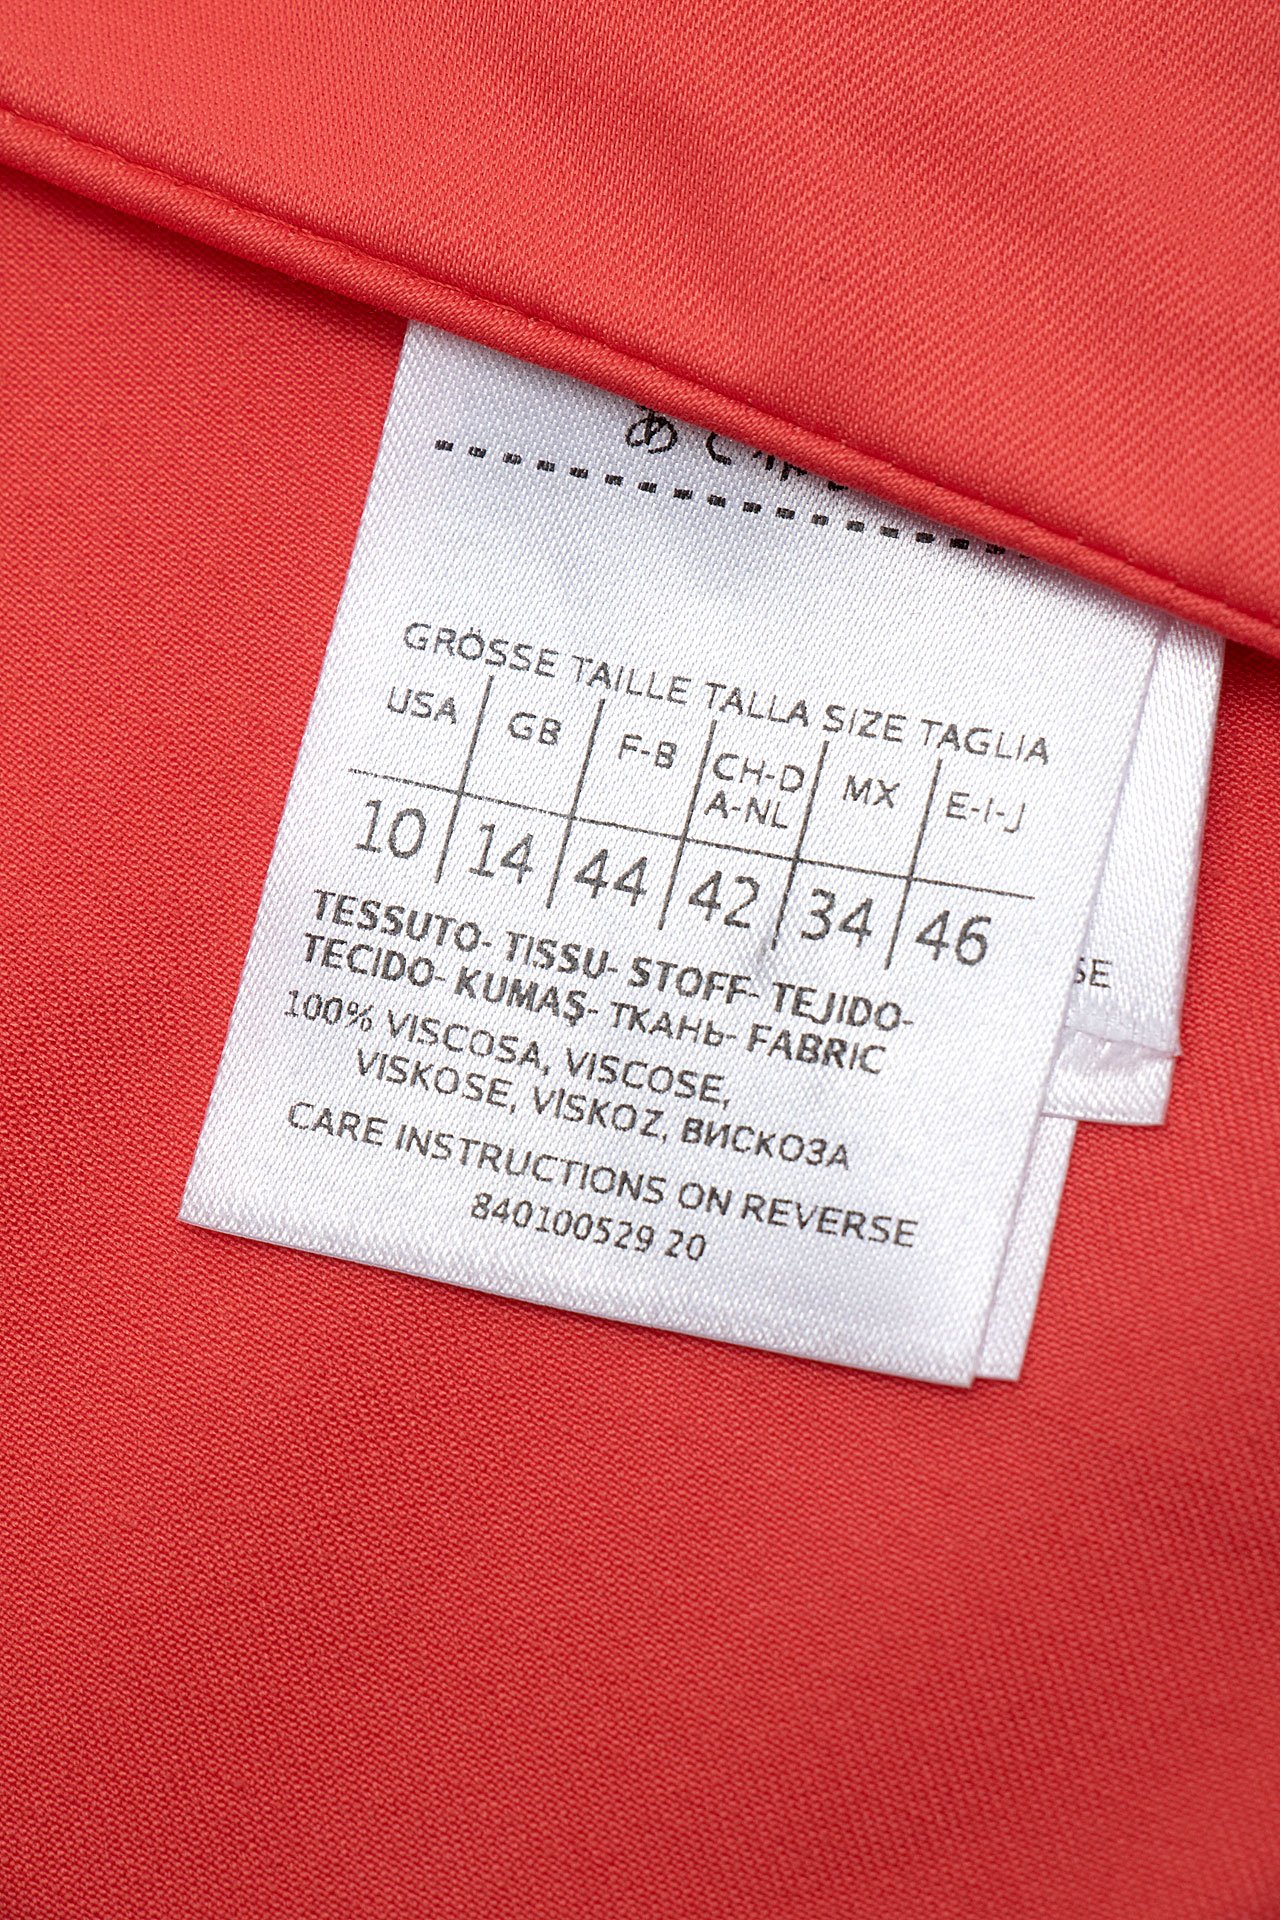 GRÖSSE TAILLE TALLA SIZE TAGLIA
USA GB F-B CH-D A-NL MX E-I-J
10 14 44 42 34 46
TESSUTO- TISSU- STOFF- TEJIDO-
TECIDO- KUMAŞ- ТКАНЬ- FABRIC
100% VISCOSA, VISCOSE,
VISKOSE, VISKOZ, ВИСКОЗА
CARE INSTRUCTIONS ON REVERSE
840100529 20
SE